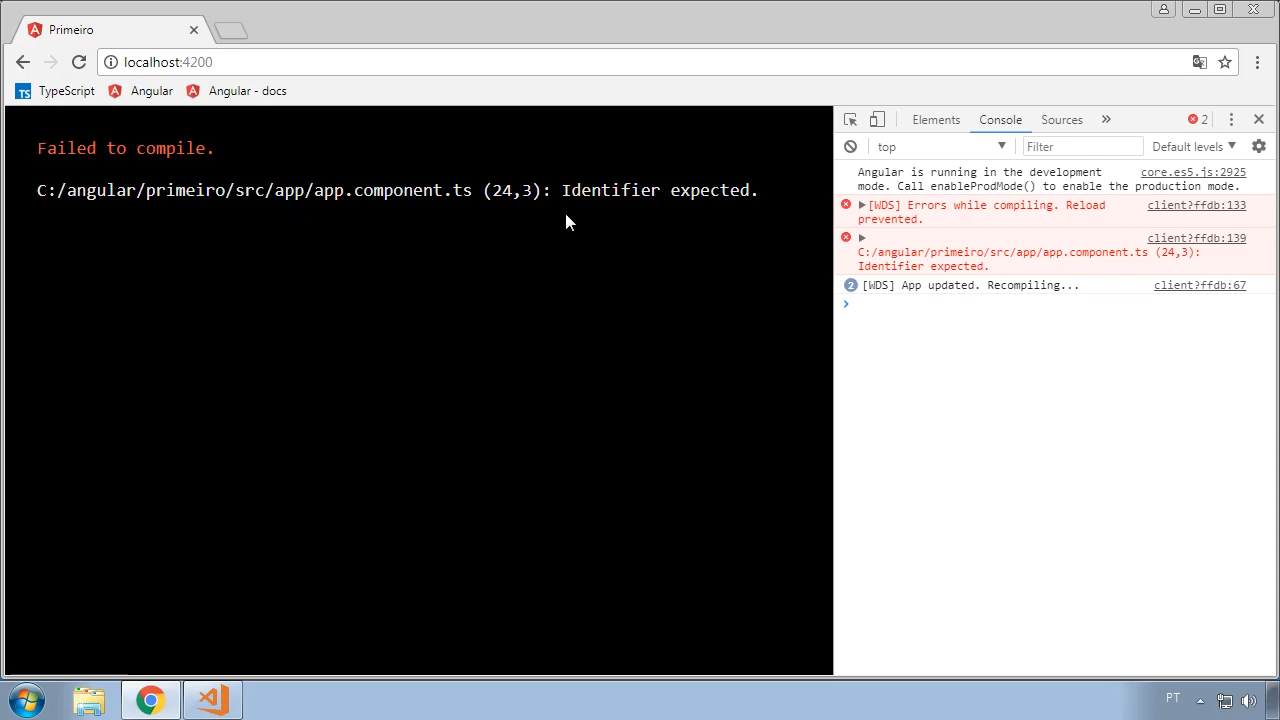 Primeiro
localhost:4200
TS TypeScript Angular Angular - docs
Failed to compile.
C:/angular/primeiro/src/app/app.component.ts (24,3): Identifier expected.
Elements Console Sources » 2
top Filter Default levels
Angular is running in the development core.es5.js:2925
mode. Call enableProdMode() to enable the production mode.
[WDS] Errors while compiling. Reload client?ffdb:133
prevented.
client?ffdb:139
C:/angular/primeiro/src/app/app.component.ts (24,3):
Identifier expected.
2 [WDS] App updated. Recompiling... client?ffdb:67
PT